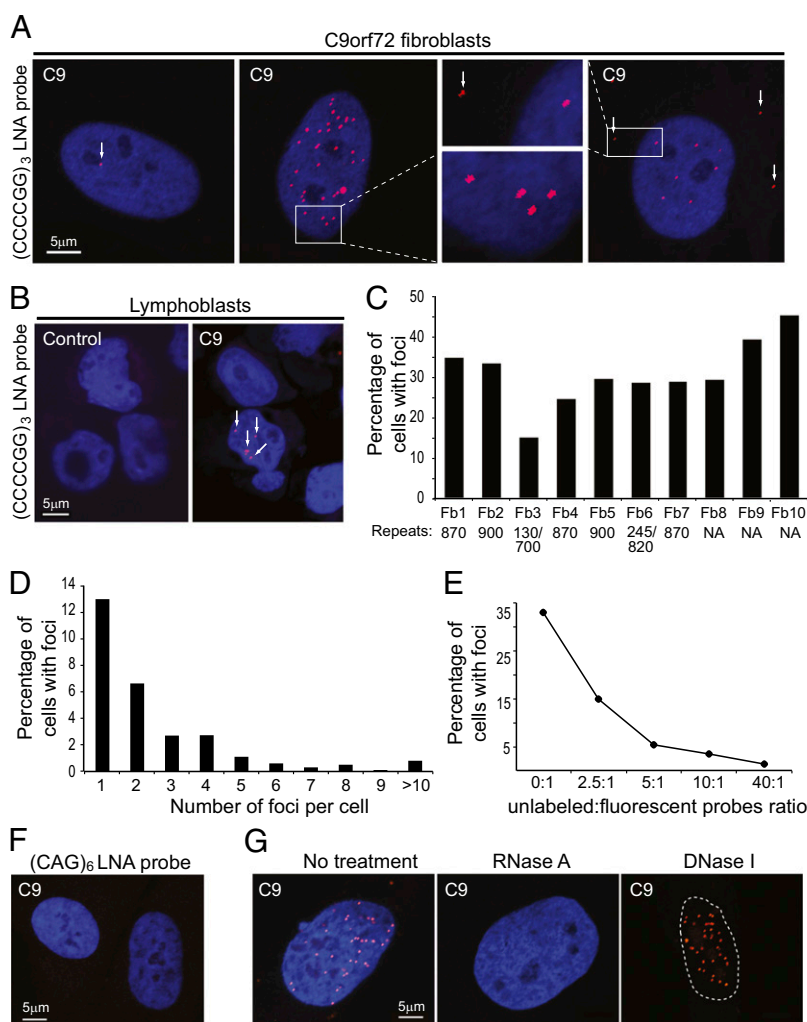 A
C9orf72 fibroblasts
(CCCCGG)3 LNA probe
C9
C9
C9
5µm
B
Lymphoblasts
(CCCCGG)3 LNA probe
Control
C9
5µm
C
Percentage of
cells with foci
50
40
30
20
10
0
Fb1 Fb2 Fb3 Fb4 Fb5 Fb6 Fb7 Fb8 Fb9 Fb10
Repeats: 870 900 130/700 870 900 245/820 870 NA NA NA
D
Percentage of
cells with foci
14
12
10
8
6
4
2
0
1 2 3 4 5 6 7 8 9 >10
Number of foci per cell
E
Percentage of
cells with foci
35
15
5
0:1 2.5:1 5:1 10:1 40:1
unlabeled:fluorescent probes ratio
F
(CAG)6 LNA probe
C9
5µm
G
No treatment RNase A DNase I
C9
C9
C9
5µm